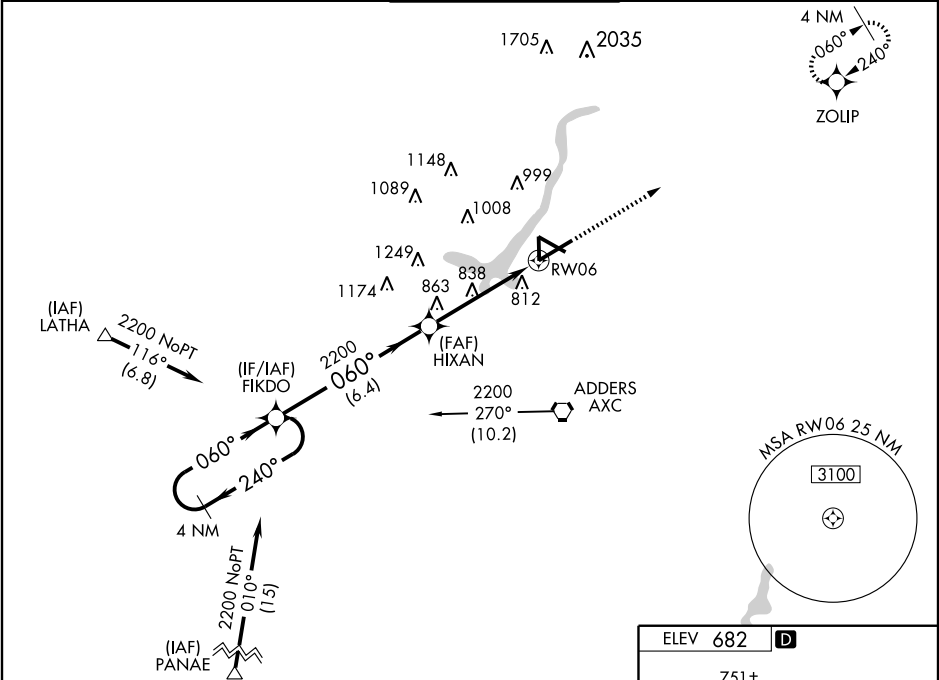 4 NM
060°
240°
ZOLIP
1705
2035
1148
999
1089
1008
1249
838
RW06
1174
863
812
(IAF)
LATHA
2200 NoPT
116°
(6.8)
(FAF)
HIXAN
2200
060°
(6.4)
(IF/IAF)
FIKDO
ADDERS
AXC
2200
270°
(10.2)
060°
240°
4 NM
MSA RW06 25 NM
3100
2200 NoPT
010°
(15)
(IAF)
PANAE
ELEV 682 D
751±